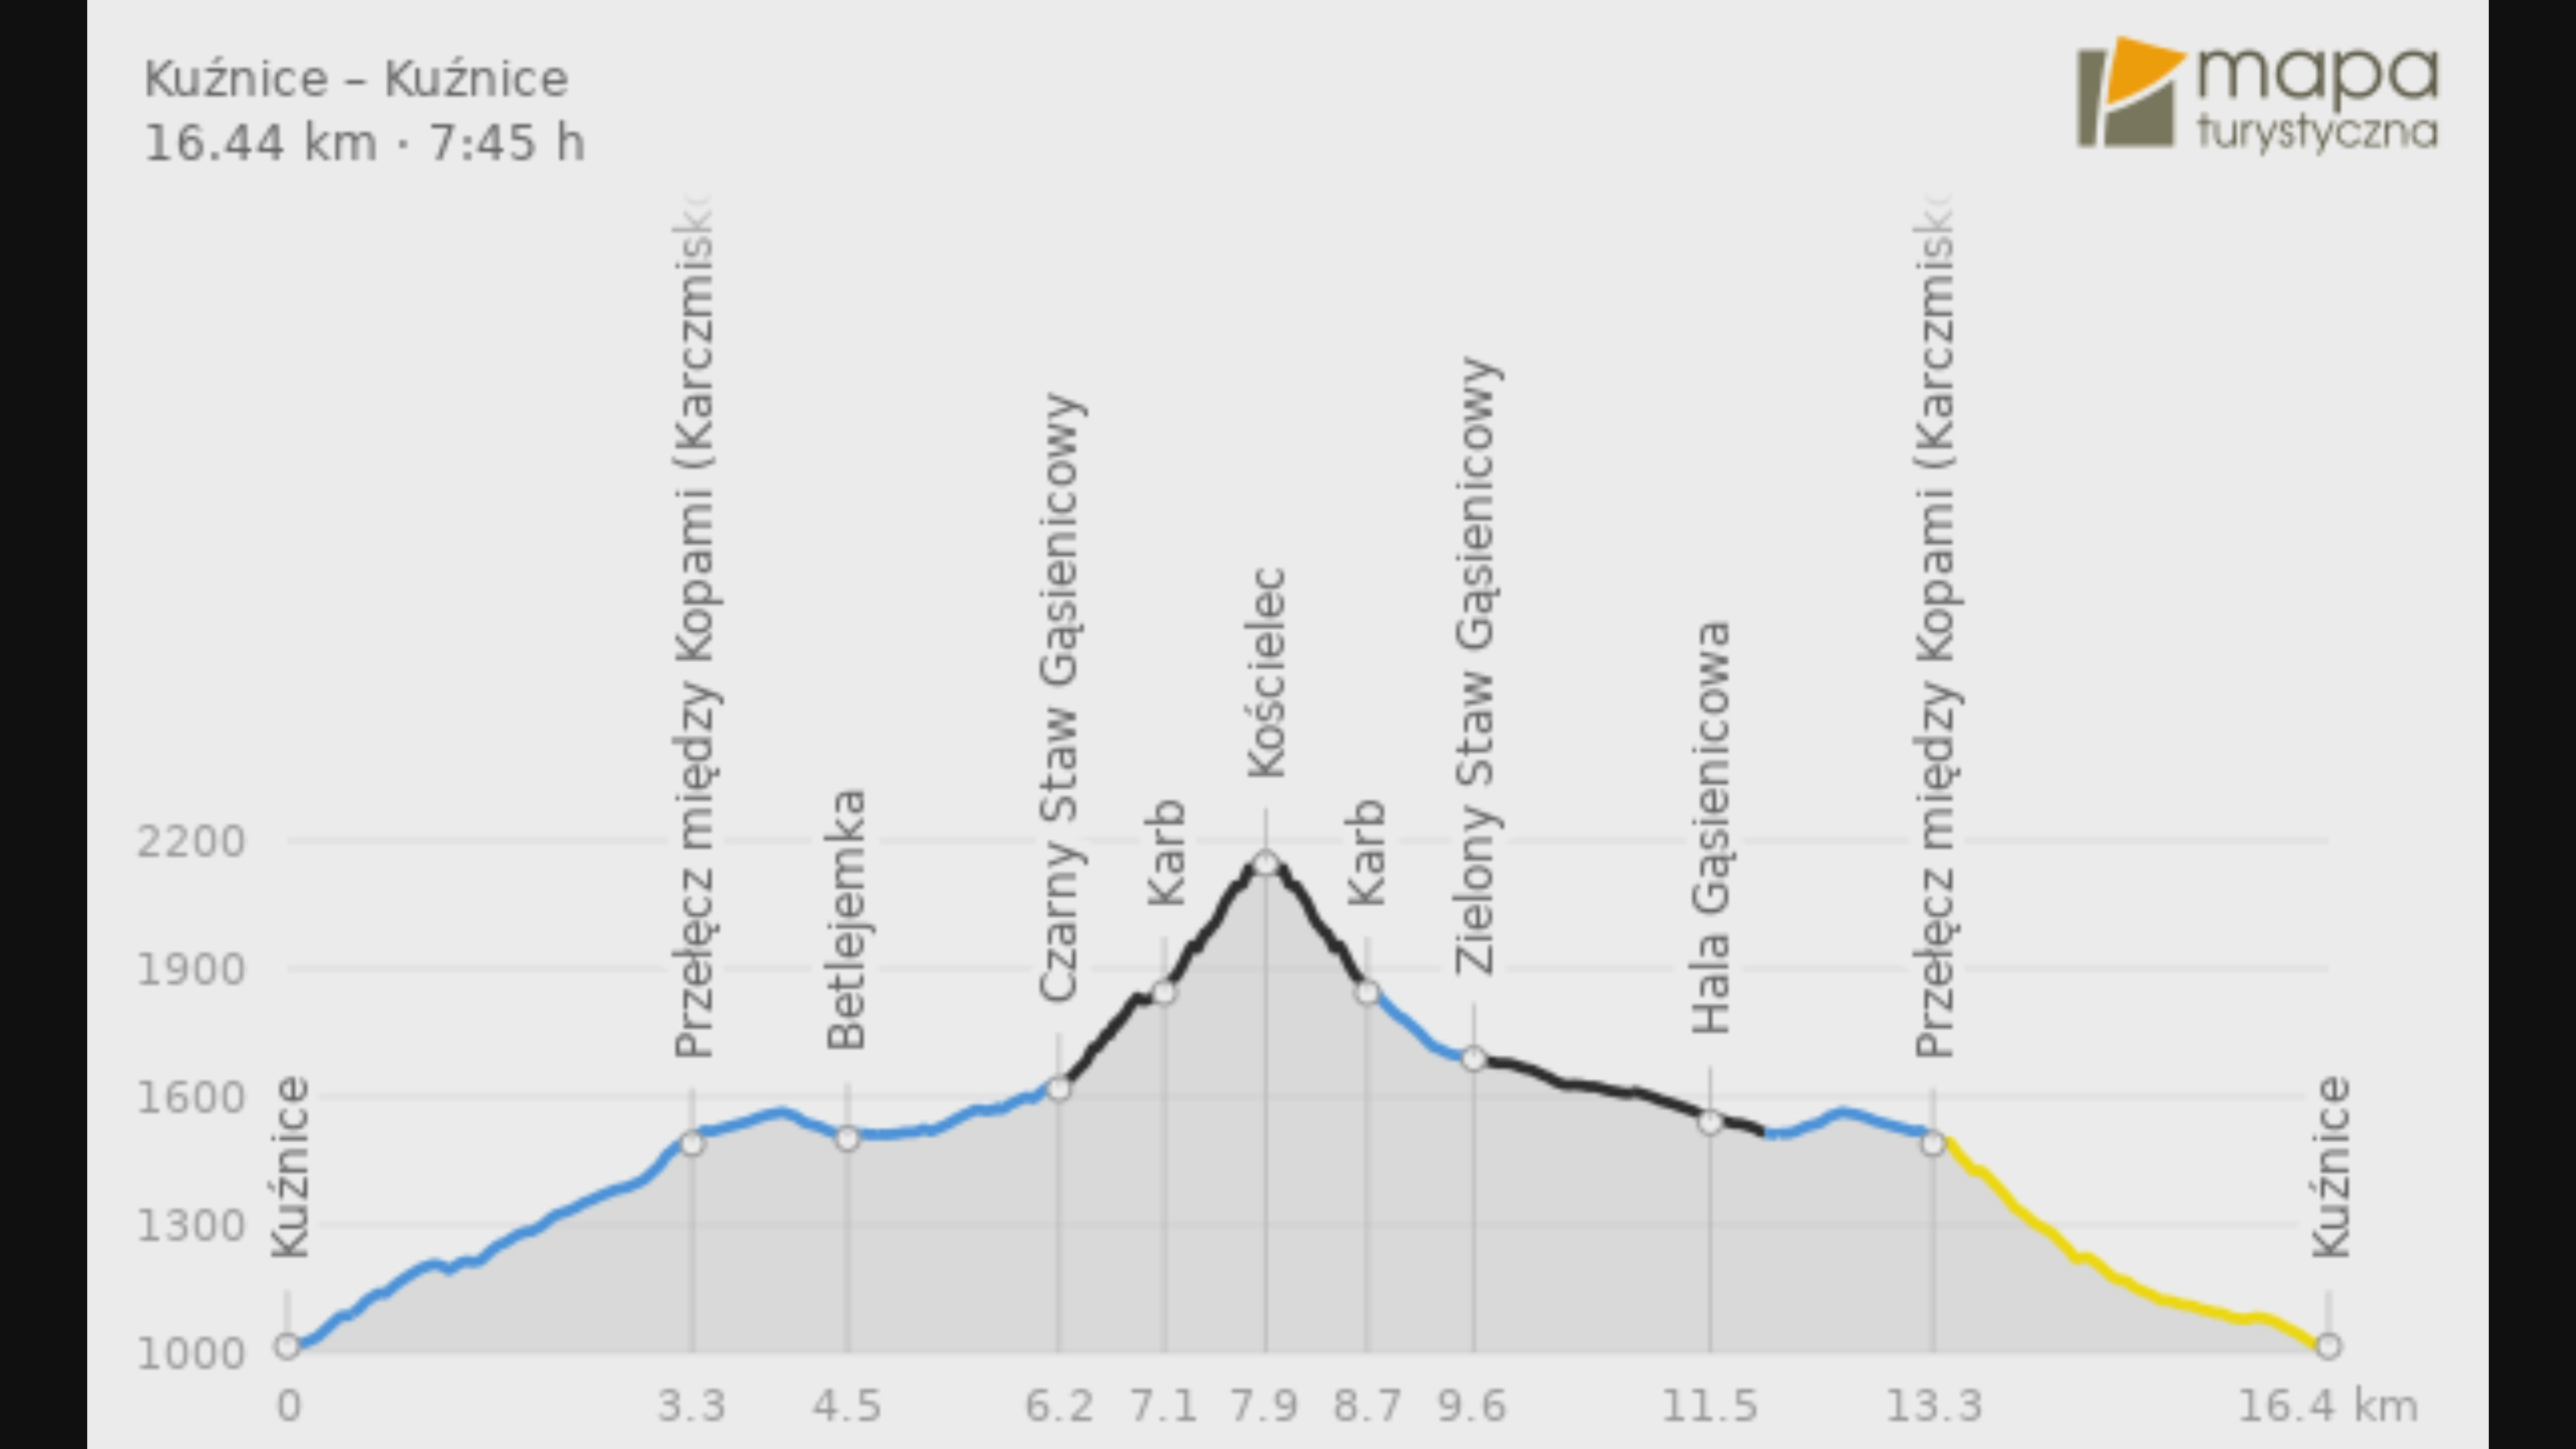 Kuźnice – Kuźnice
16.44 km · 7:45 h
mapa
turystyczna
Kuźnice
Przełęcz między Kopami (Karczmisko
Betlejemka
Czarny Staw Gąsienicowy
Karb
Kościelec
Karb
Zielony Staw Gąsienicowy
Hala Gąsienicowa
Przełęcz między Kopami (Karczmisko
Kuźnice
2200
1900
1600
1300
1000
0 3.3 4.5 6.2 7.1 7.9 8.7 9.6 11.5 13.3 16.4 km